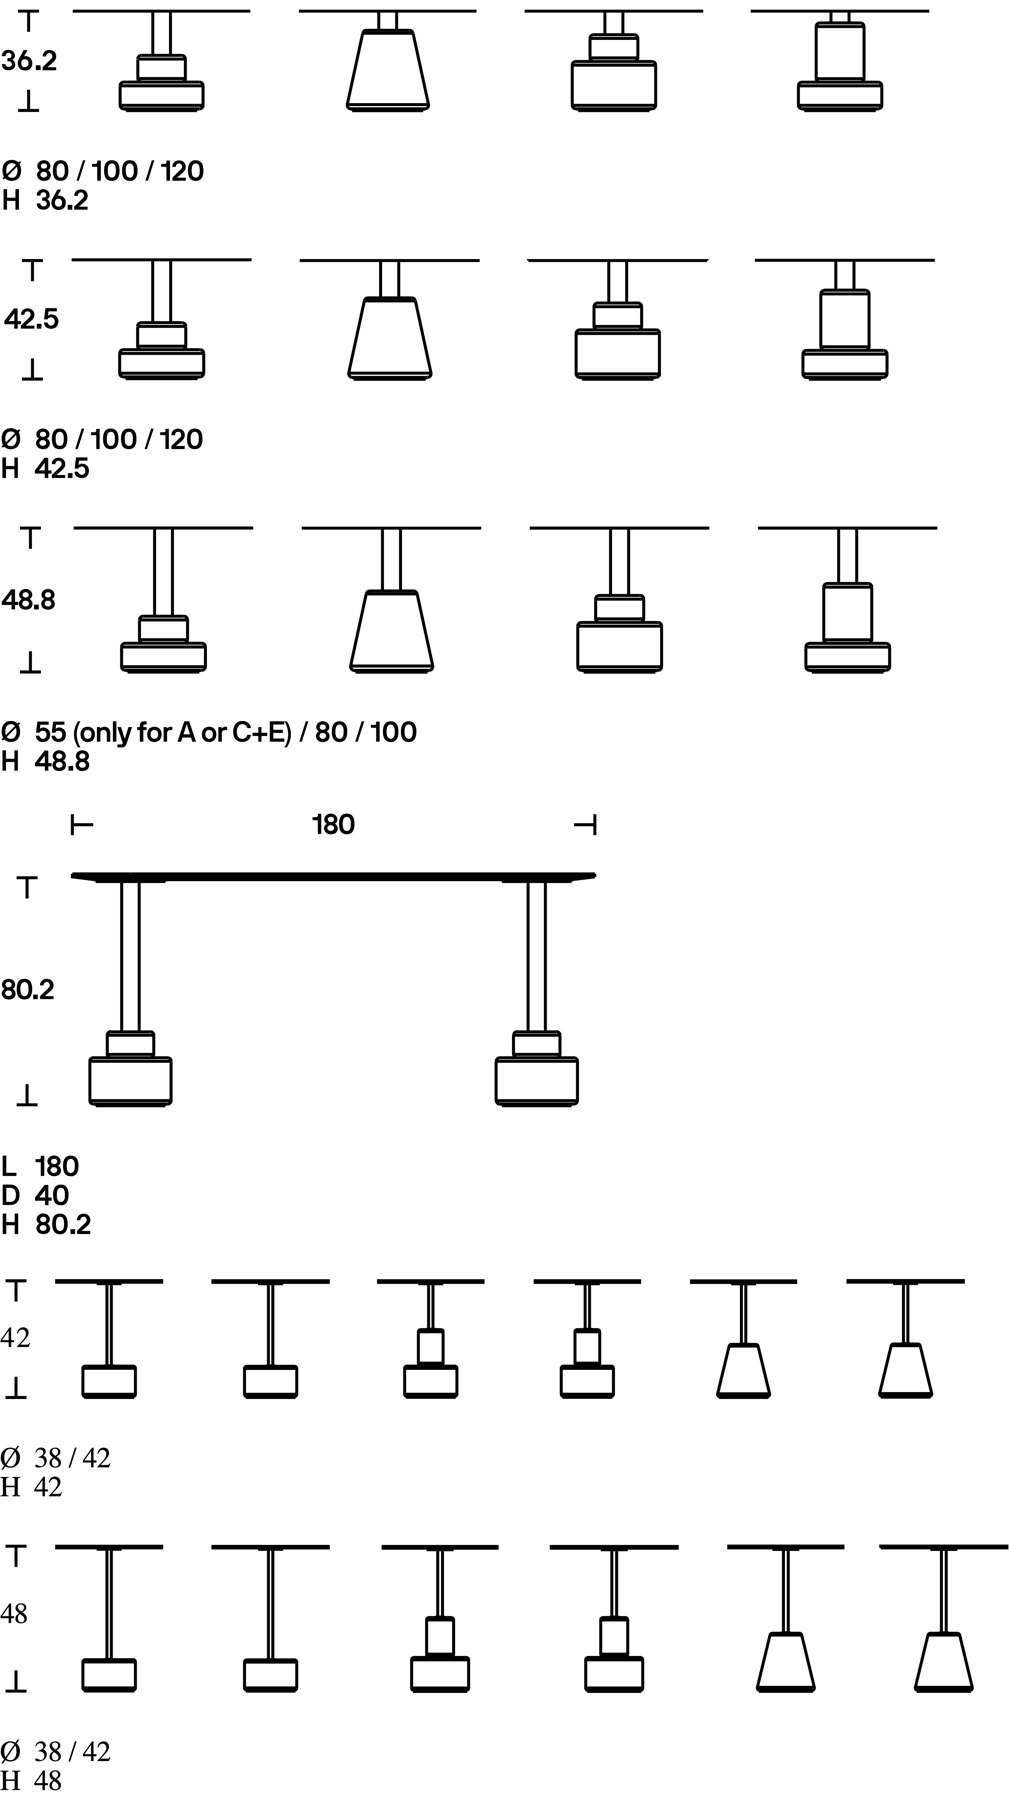 36.2
Ø 80 / 100 / 120
H 36.2
42.5
Ø 80 / 100 / 120
H 42.5
48.8
Ø 55 (only for A or C+E) / 80 / 100
H 48.8
180
80.2
L 180
D 40
H 80.2
42
Ø 38 / 42
H 42
48
Ø 38 / 42
H 48